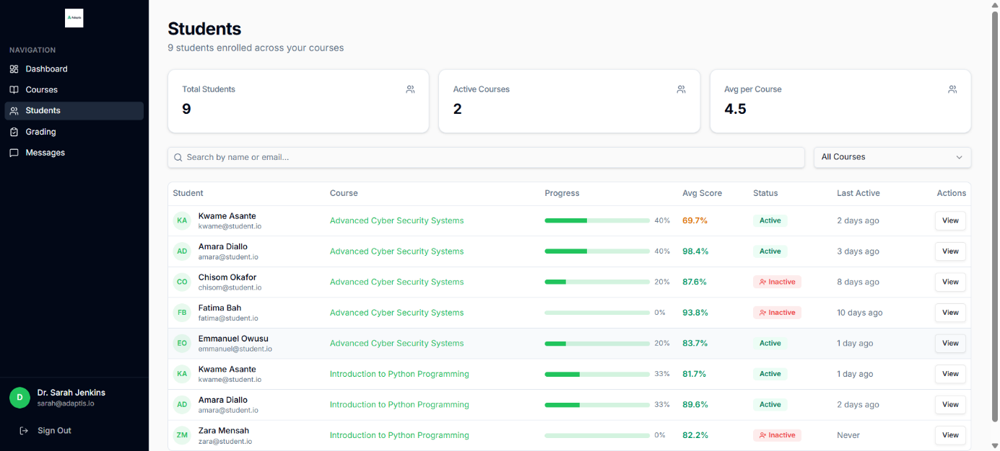 Adaptis
NAVIGATION
Dashboard
Courses
Students
Grading
Messages
D Dr. Sarah Jenkins
sarah@adaptis.io
Sign Out
Students
9 students enrolled across your courses
Total Students
9
Active Courses
2
Avg per Course
4.5
Search by name or email...
All Courses
Student Course Progress Avg Score Status Last Active Actions
KA Kwame Asante Advanced Cyber Security Systems 40% 69.7% Active 2 days ago View
kwame@student.io
AD Amara Diallo Advanced Cyber Security Systems 40% 98.4% Active 3 days ago View
amara@student.io
CO Chisom Okafor Advanced Cyber Security Systems 20% 87.6% Inactive 8 days ago View
chisom@student.io
FB Fatima Bah Advanced Cyber Security Systems 0% 93.8% Inactive 10 days ago View
fatima@student.io
EO Emmanuel Owusu Advanced Cyber Security Systems 20% 83.7% Active 1 day ago View
emmanuel@student.io
KA Kwame Asante Introduction to Python Programming 33% 81.7% Active 1 day ago View
kwame@student.io
AD Amara Diallo Introduction to Python Programming 33% 89.6% Active 2 days ago View
amara@student.io
ZM Zara Mensah Introduction to Python Programming 0% 82.2% Inactive Never View
zara@student.io